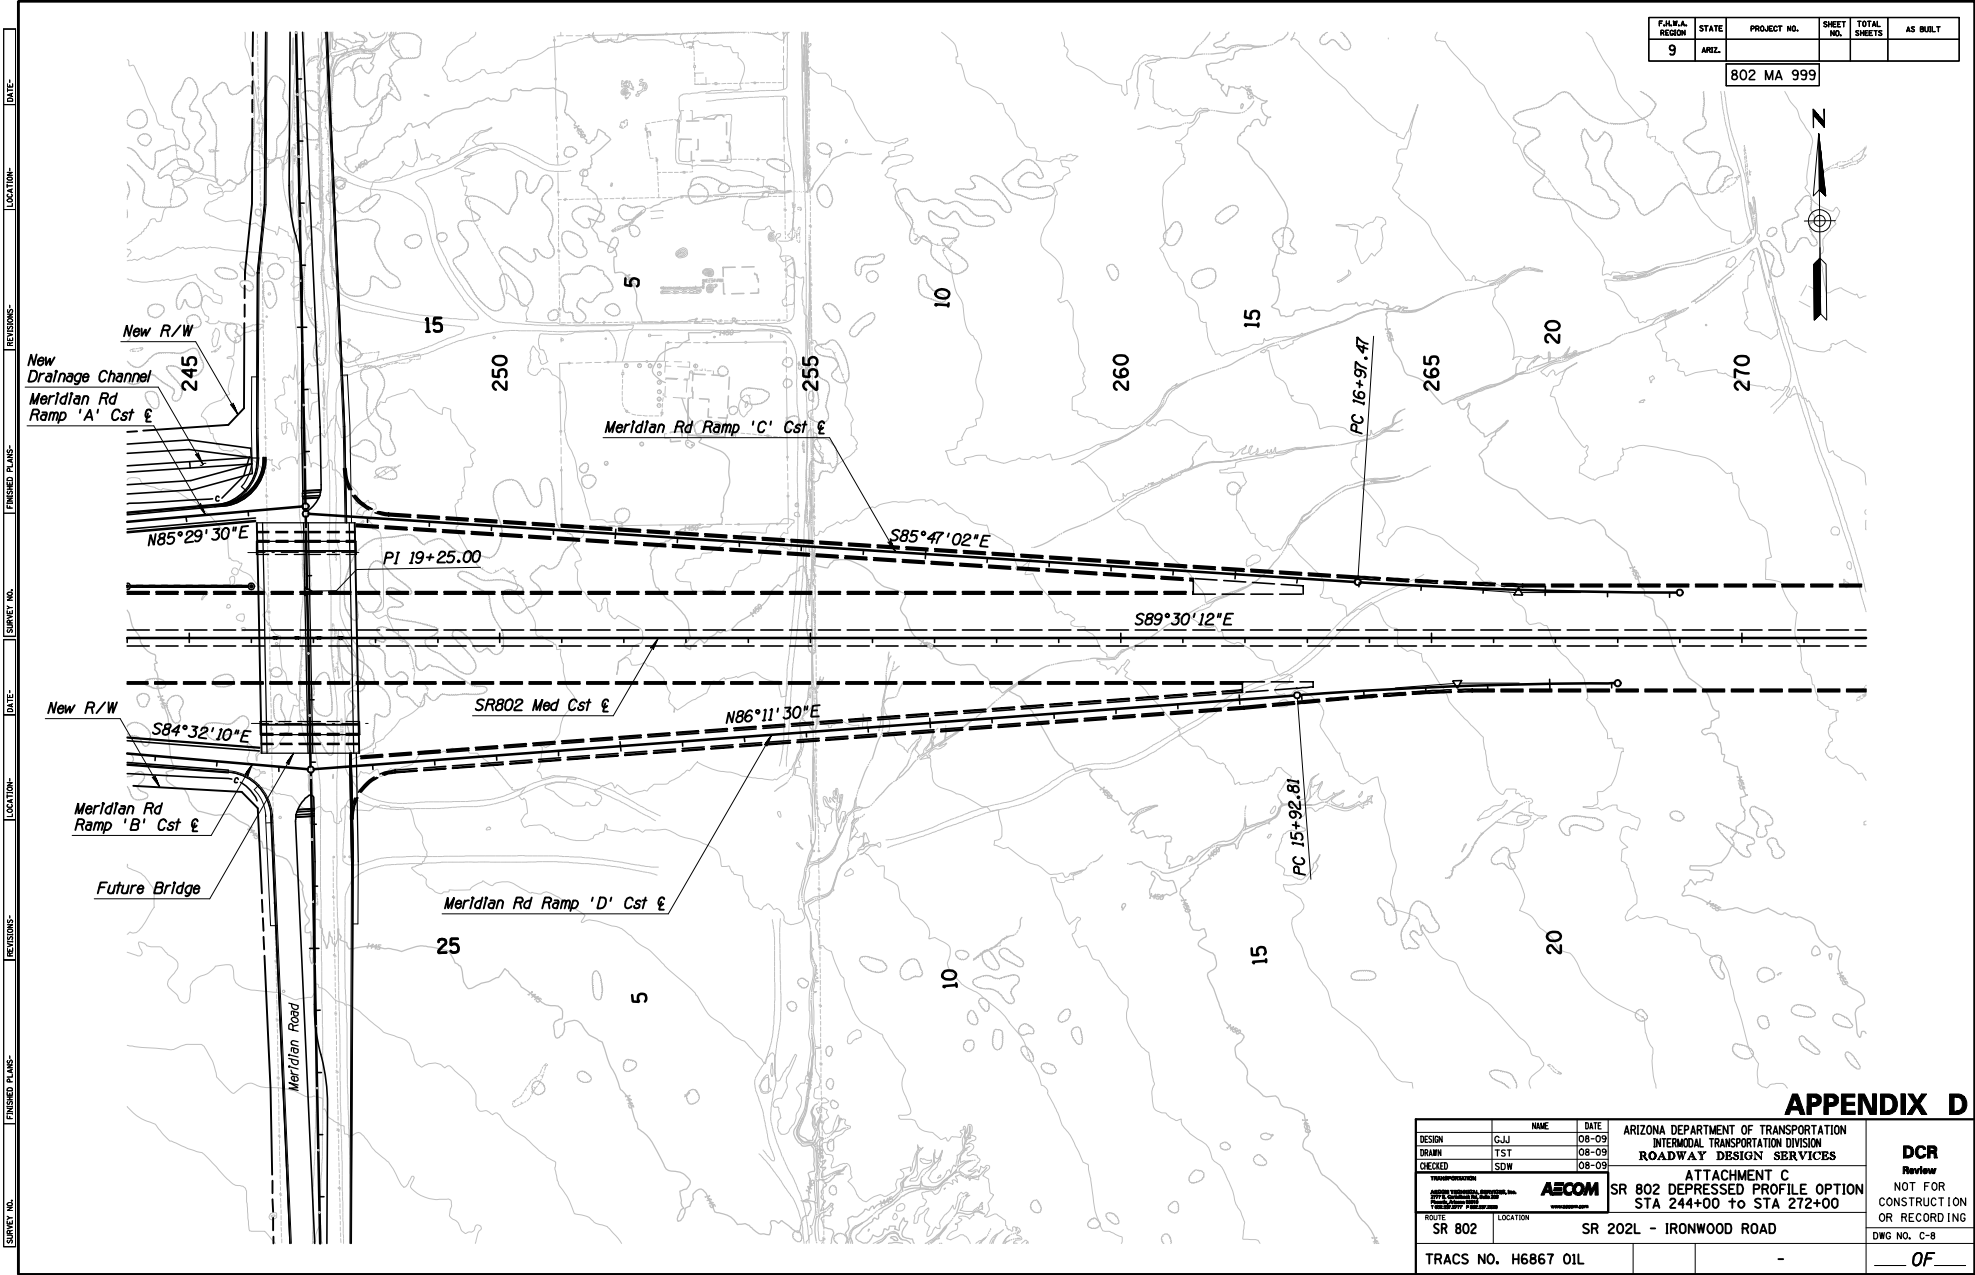 F.H.W.A. REGION
STATE
PROJECT NO.
SHEET NO.
TOTAL SHEETS
AS BUILT
9
ARIZ.
802 MA 999
N
DATE-
LOCATION-
REVISIONS-
FINISHED PLANS-
SURVEY NO.
DATE-
LOCATION-
REVISIONS-
FINISHED PLANS-
SURVEY NO.
New R/W
New
Drainage Channel
Meridian Rd
Ramp 'A' Cst ℄
245
15
250
5
255
10
260
15
PC 16+97.47
265
20
270
Meridian Rd Ramp 'C' Cst ℄
N85°29'30"E
PI 19+25.00
S85°47'02"E
S89°30'12"E
New R/W
S84°32'10"E
SR802 Med Cst ℄
N86°11'30"E
Meridian Rd
Ramp 'B' Cst ℄
Future Bridge
Meridian Rd Ramp 'D' Cst ℄
PC 15+92.81
25
5
10
15
20
Meridian Road
c
c
APPENDIX D
NAME
DATE
DESIGN GJJ 08-09
DRAWN TST 08-09
CHECKED SDW 08-09
TRANSPORTATION
AECOM
ARIZONA DEPARTMENT OF TRANSPORTATION
INTERMODAL TRANSPORTATION DIVISION
ROADWAY DESIGN SERVICES
ATTACHMENT C
SR 802 DEPRESSED PROFILE OPTION
STA 244+00 to STA 272+00
DCR
Review
NOT FOR
CONSTRUCTION
OR RECORDING
ROUTE
SR 802
LOCATION
SR 202L - IRONWOOD ROAD
DWG NO. C-8
TRACS NO. H6867 01L
-
____ OF____